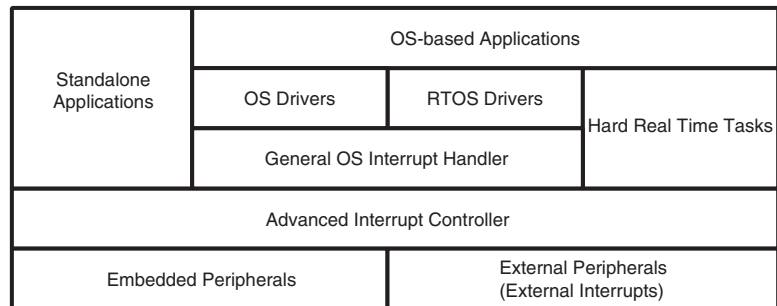 OS-based Applications
Standalone
Applications
OS Drivers
RTOS Drivers
Hard Real Time Tasks
General OS Interrupt Handler
Advanced Interrupt Controller
Embedded Peripherals
External Peripherals
(External Interrupts)